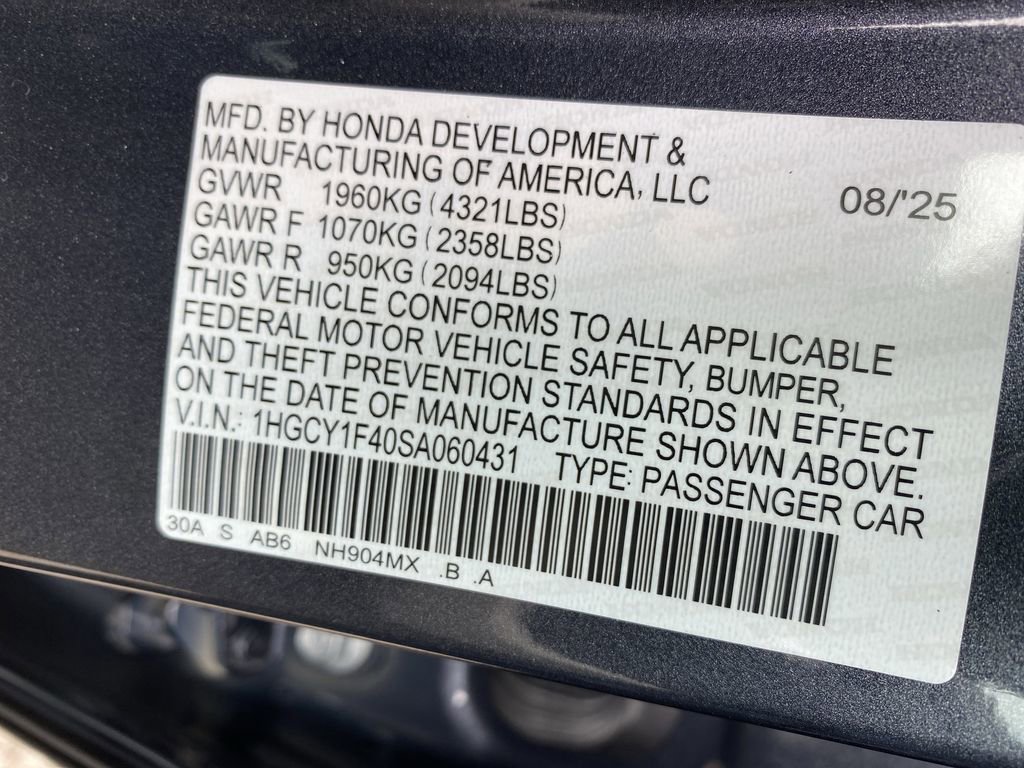 MFD. BY HONDA DEVELOPMENT &
MANUFACTURING OF AMERICA, LLC
08/'25
GVWR 1960KG (4321LBS)
GAWR F 1070KG (2358LBS)
GAWR R 950KG (2094LBS)
THIS VEHICLE CONFORMS TO ALL APPLICABLE
FEDERAL MOTOR VEHICLE SAFETY, BUMPER,
AND THEFT PREVENTION STANDARDS IN EFFECT
ON THE DATE OF MANUFACTURE SHOWN ABOVE.
V.I.N.: 1HGCY1F40SA060431 TYPE: PASSENGER CAR
30A S AB6 NH904MX .B .A